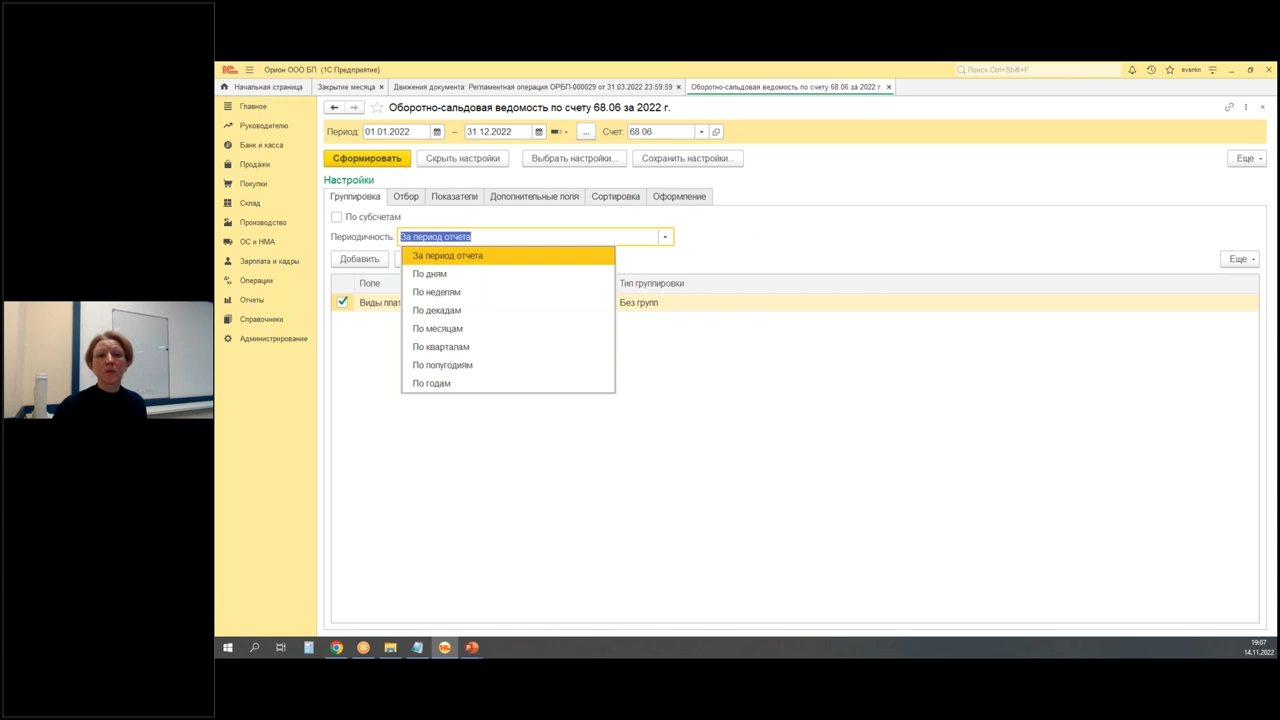 Орион ООО БП (1С:Предприятие)
Поиск Ctrl+Shift+F
evsnkn
Начальная страница
Закрытие месяца ×
Движения документа: Регламентная операция ОРБП-000029 от 31.03.2022 23:59:59 ×
Оборотно-сальдовая ведомость по счету 68.06 за 2022 г. ×
Главное
Руководителю
Банк и касса
Продажи
Покупки
Склад
Производство
ОС и НМА
Зарплата и кадры
Операции
Отчеты
Справочники
Администрирование
Оборотно-сальдовая ведомость по счету 68.06 за 2022 г.
Период: 01.01.2022 – 31.12.2022 ... Счет: 68.06
Сформировать Скрыть настройки Выбрать настройки... Сохранить настройки... Еще
Настройки
Группировка Отбор Показатели Дополнительные поля Сортировка Оформление
По субсчетам
Периодичность: За период отчета
Добавить Еще
Поле Тип группировки
Виды плат Без групп
За период отчета
По дням
По неделям
По декадам
По месяцам
По кварталам
По полугодиям
По годам
19:07
14.11.2022